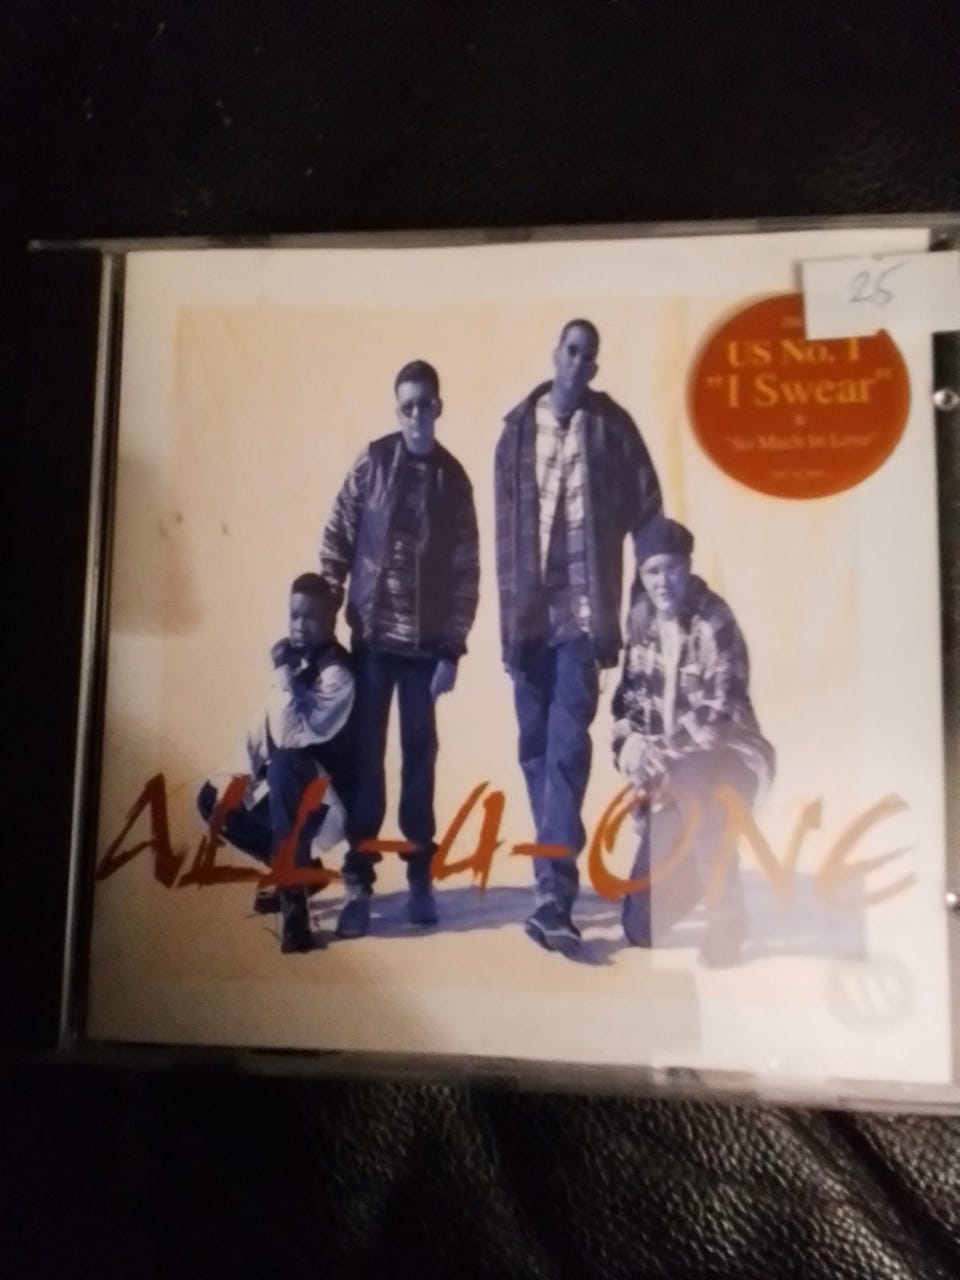 25
US No. 1
"I Swear"
&
"So Much In Love"
ALL-4-ONE